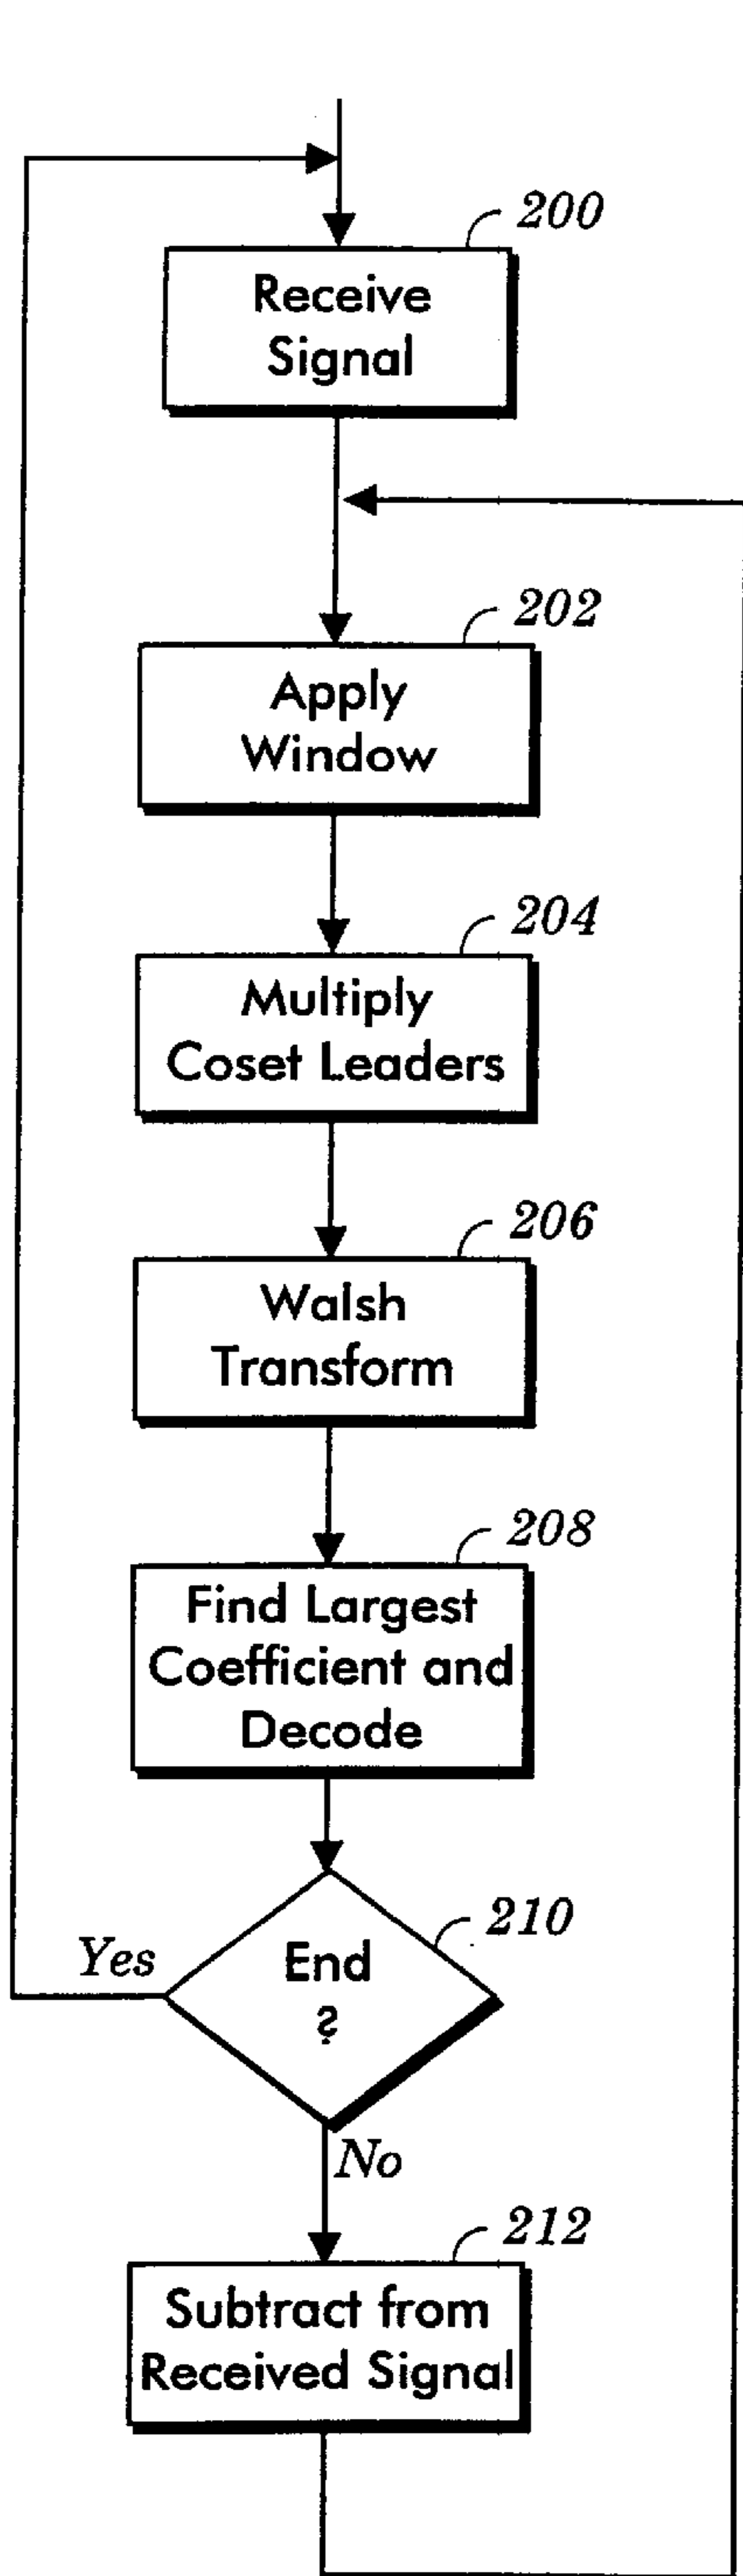 200
Receive
Signal
202
Apply
Window
204
Multiply
Coset Leaders
206
Walsh
Transform
208
Find Largest
Coefficient and
Decode
210
Yes
End
?
No
212
Subtract from
Received Signal